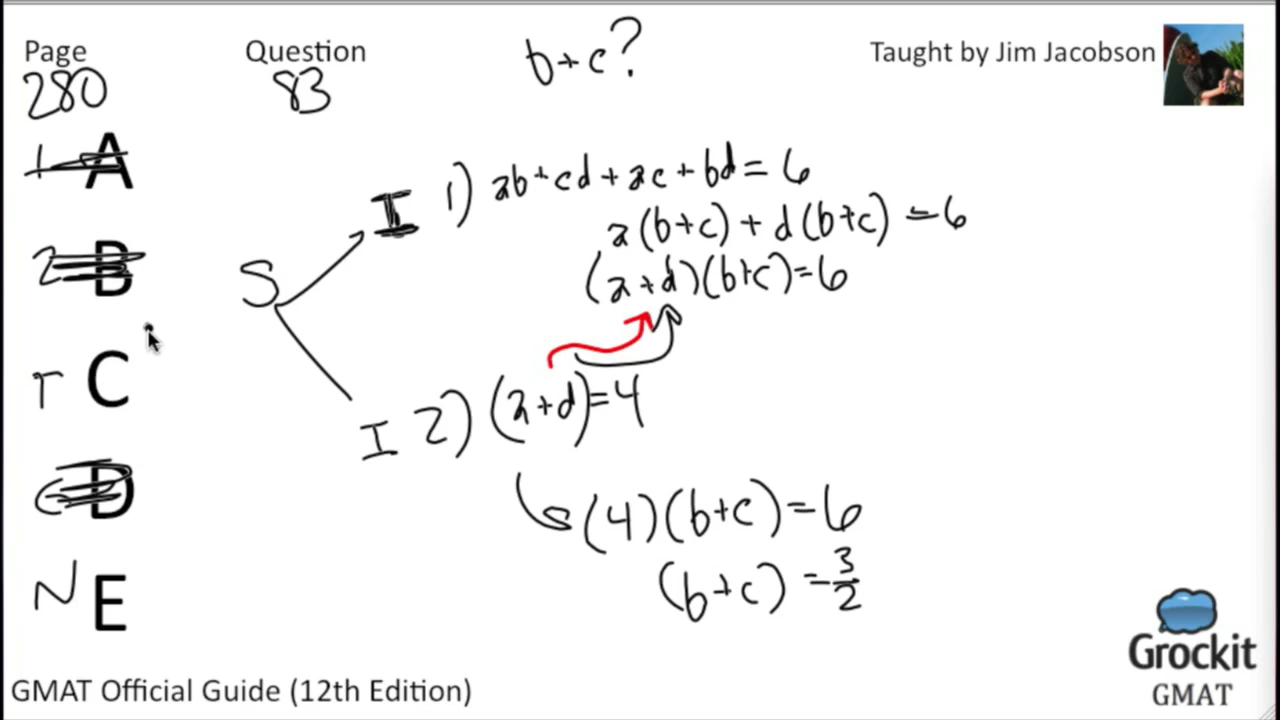 Page Question b+c? Taught by Jim Jacobson
280 83
1 A
2 B
T C
C D
N E
S
I 1) ab+cd+ac+bd=6
a(b+c)+d(b+c)=6
(a+d)(b+c)=6
I 2) (a+d)=4
(4)(b+c)=6
(b+c)=3/2
Grockit
GMAT
GMAT Official Guide (12th Edition)